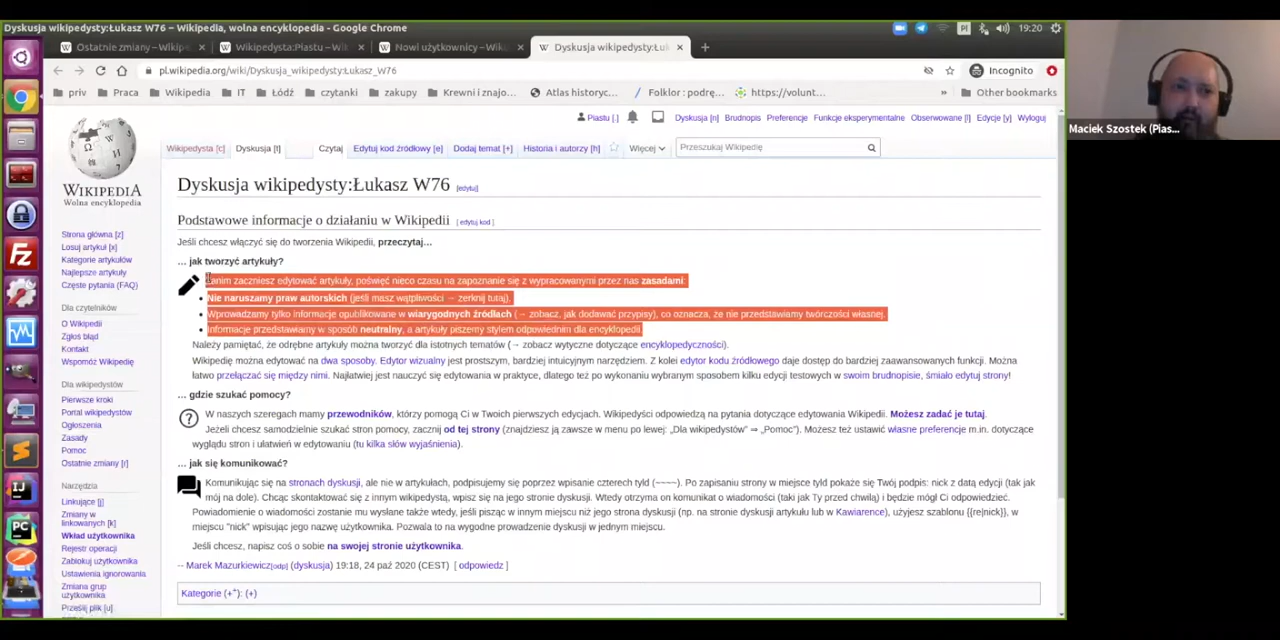 Dyskusja wikipedysty:Łukasz W76 – Wikipedia, wolna encyklopedia - Google Chrome
Pl 19:20
Ostatnie zmiany – Wikip
Wikipedysta:Piastu – Wi
Nowi użytkownicy – Wiki
Dyskusja wikipedysty:Łu
pl.wikipedia.org/wiki/Dyskusja_wikipedysty:Łukasz_W76
Incognito
priv Praca Wikipedia IT Łódź czytanki zakupy Krewni i znajo... Atlas historyc... Folklor : podrę... https://volunt... » Other bookmarks
Maciek Szostek (Pias...
Piastu [.] Dyskusja [n] Brudnopis Preferencje Funkcje eksperymentalne Obserwowane [l] Edycje [y] Wyloguj
Wikipedysta [c] Dyskusja [t] Czytaj Edytuj kod źródłowy [e] Dodaj temat [+] Historia i autorzy [h] Więcej Przeszukaj Wikipedię
WIKIPEDIA
Wolna encyklopedia
Strona główna [z]
Losuj artykuł [x]
Kategorie artykułów
Najlepsze artykuły
Częste pytania (FAQ)
Dla czytelników
O Wikipedii
Zgłoś błąd
Kontakt
Wspomóż Wikipedię
Dla wikipedystów
Pierwsze kroki
Portal wikipedystów
Ogłoszenia
Zasady
Pomoc
Ostatnie zmiany [r]
Narzędzia
Linkujące [j]
Zmiany w
linkowanych [k]
Wkład użytkownika
Rejestr operacji
Zablokuj użytkownika
Ustawienia ignorowania
Zmiana grup
użytkownika
Prześlij plik [u]
Dyskusja wikipedysty:Łukasz W76 [edytuj]
Podstawowe informacje o działaniu w Wikipedii [ edytuj kod ]
Jeśli chcesz włączyć się do tworzenia Wikipedii, przeczytaj…
… jak tworzyć artykuły?
Zanim zaczniesz edytować artykuły, poświęć nieco czasu na zapoznanie się z wypracowanymi przez nas zasadami:
• Nie naruszamy praw autorskich (jeśli masz wątpliwości → zerknij tutaj).
• Wprowadzamy tylko informacje opublikowane w wiarygodnych źródłach (→ zobacz, jak dodawać przypisy), co oznacza, że nie przedstawiamy twórczości własnej.
• Informacje przedstawiamy w sposób neutralny, a artykuły piszemy stylem odpowiednim dla encyklopedii.
Należy pamiętać, że odrębne artykuły można tworzyć dla istotnych tematów (→ zobacz wytyczne dotyczące encyklopedyczności).
Wikipedię można edytować na dwa sposoby. Edytor wizualny jest prostszym, bardziej intuicyjnym narzędziem. Z kolei edytor kodu źródłowego daje dostęp do bardziej zaawansowanych funkcji. Można
łatwo przełączać się między nimi. Najłatwiej jest nauczyć się edytowania w praktyce, dlatego też po wykonaniu wybranym sposobem kilku edycji testowych w swoim brudnopisie, śmiało edytuj strony!
… gdzie szukać pomocy?
W naszych szeregach mamy przewodników, którzy pomogą Ci w Twoich pierwszych edycjach. Wikipedyści odpowiedzą na pytania dotyczące edytowania Wikipedii. Możesz zadać je tutaj.
Jeżeli chcesz samodzielnie szukać stron pomocy, zacznij od tej strony (znajdziesz ją zawsze w menu po lewej: „Dla wikipedystów” ⇒ „Pomoc”). Możesz też ustawić własne preferencje m.in. dotyczące
wyglądu stron i ułatwień w edytowaniu (tu kilka słów wyjaśnienia).
… jak się komunikować?
Komunikując się na stronach dyskusji, ale nie w artykułach, podpisujemy się poprzez wpisanie czterech tyld (~~~~). Po zapisaniu strony w miejsce tyld pokaże się Twój podpis: nick z datą edycji (tak jak
mój na dole). Chcąc skontaktować się z innym wikipedystą, wpisz się na jego stronie dyskusji. Wtedy otrzyma on komunikat o wiadomości (taki jak Ty przed chwilą) i będzie mógł Ci odpowiedzieć.
Powiadomienie o wiadomości zostanie mu wysłane także wtedy, jeśli pisząc w innym miejscu niż jego strona dyskusji (np. na stronie dyskusji artykułu lub w Kawiarence), użyjesz szablonu {{re|nick}}, w
miejscu "nick" wpisując jego nazwę użytkownika. Pozwala to na wygodne prowadzenie dyskusji w jednym miejscu.
Jeśli chcesz, napisz coś o sobie na swojej stronie użytkownika.
-- Marek Mazurkiewicz[odp] (dyskusja) 19:18, 24 paź 2020 (CEST) [ odpowiedz ]
Kategorie (++): (+)